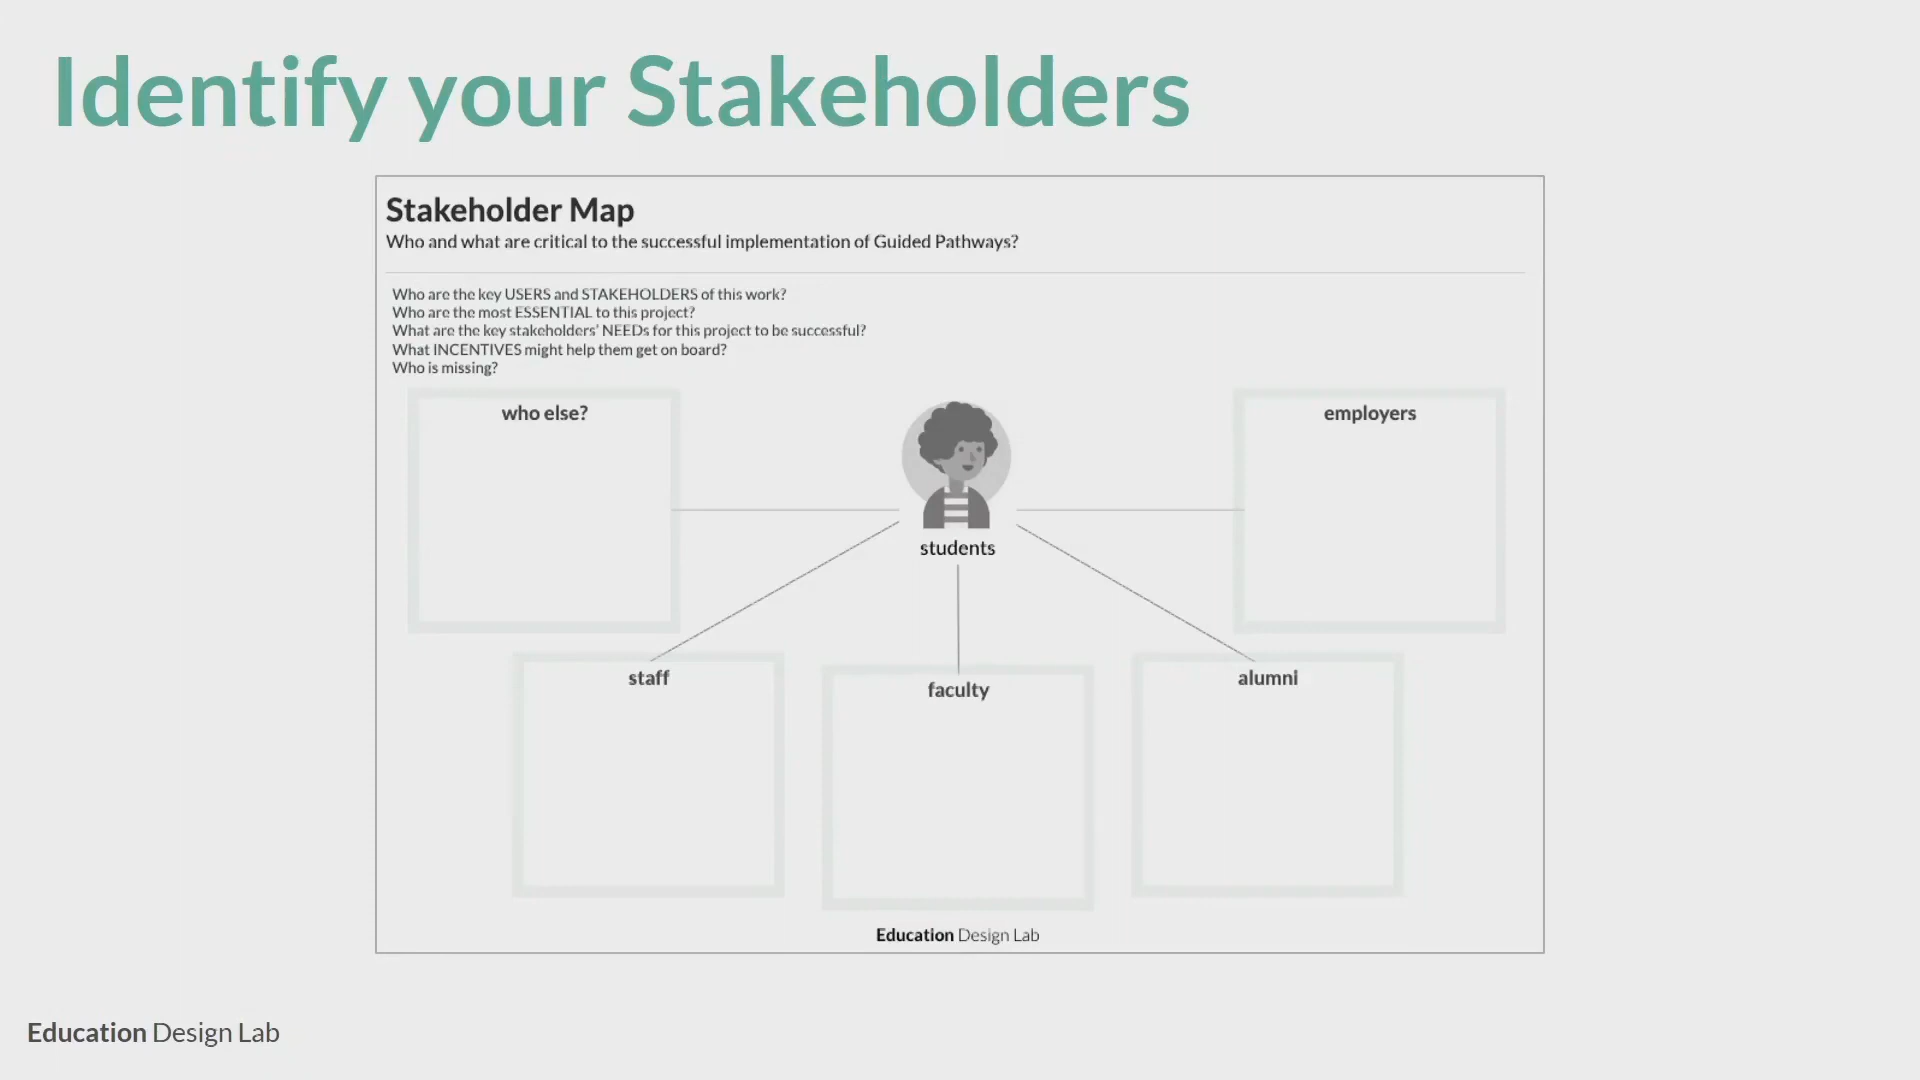 Identify your Stakeholders
Stakeholder Map
Who and what are critical to the successful implementation of Guided Pathways?
Who are the key USERS and STAKEHOLDERS of this work?
Who are the most ESSENTIAL to this project?
What are the key stakeholders' NEEDs for this project to be successful?
What INCENTIVES might help them get on board?
Who is missing?
who else?
employers
students
staff
faculty
alumni
Education Design Lab
Education Design Lab